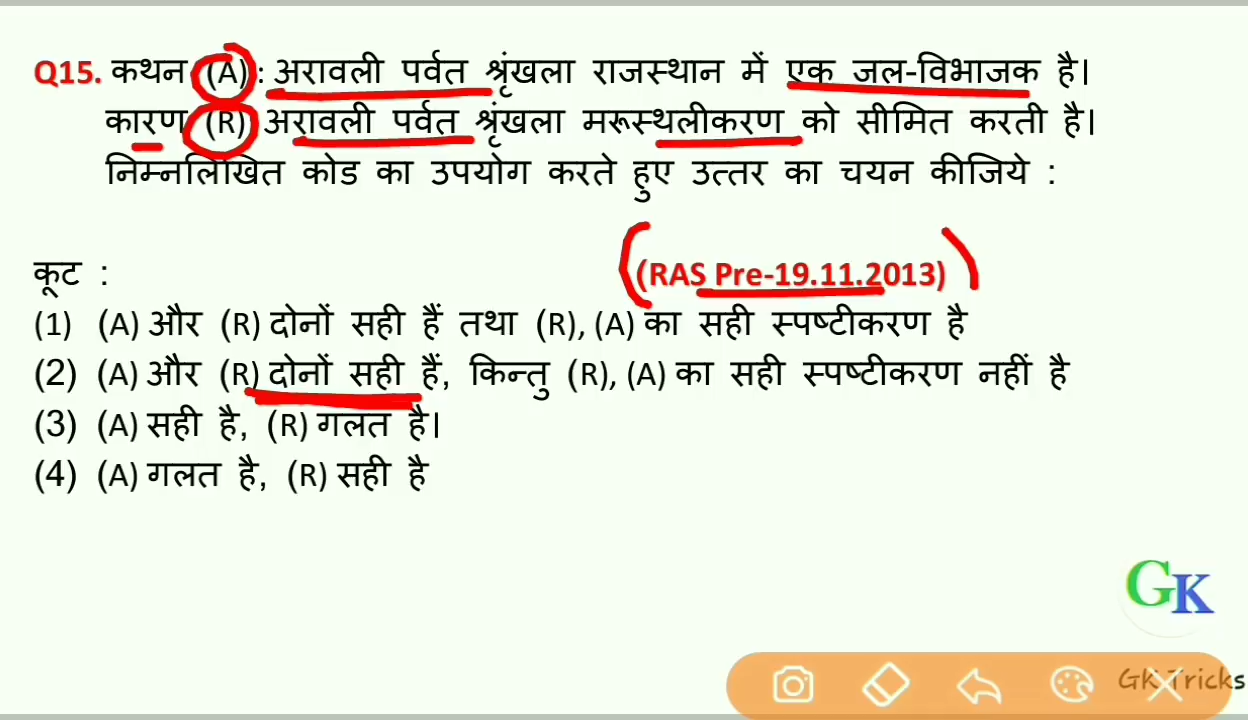 Q15. कथन (A) : अरावली पर्वत श्रृंखला राजस्थान में एक जल-विभाजक है।
कारण (R) अरावली पर्वत श्रृंखला मरूस्थलीकरण को सीमित करती है।
निम्नलिखित कोड का उपयोग करते हुए उत्तर का चयन कीजिये :
कूट :
(RAS Pre-19.11.2013)
(1) (A) और (R) दोनों सही हैं तथा (R), (A) का सही स्पष्टीकरण है
(2) (A) और (R) दोनों सही हैं, किन्तु (R), (A) का सही स्पष्टीकरण नहीं है
(3) (A) सही है, (R) गलत है।
(4) (A) गलत है, (R) सही है
GK
GK Tricks